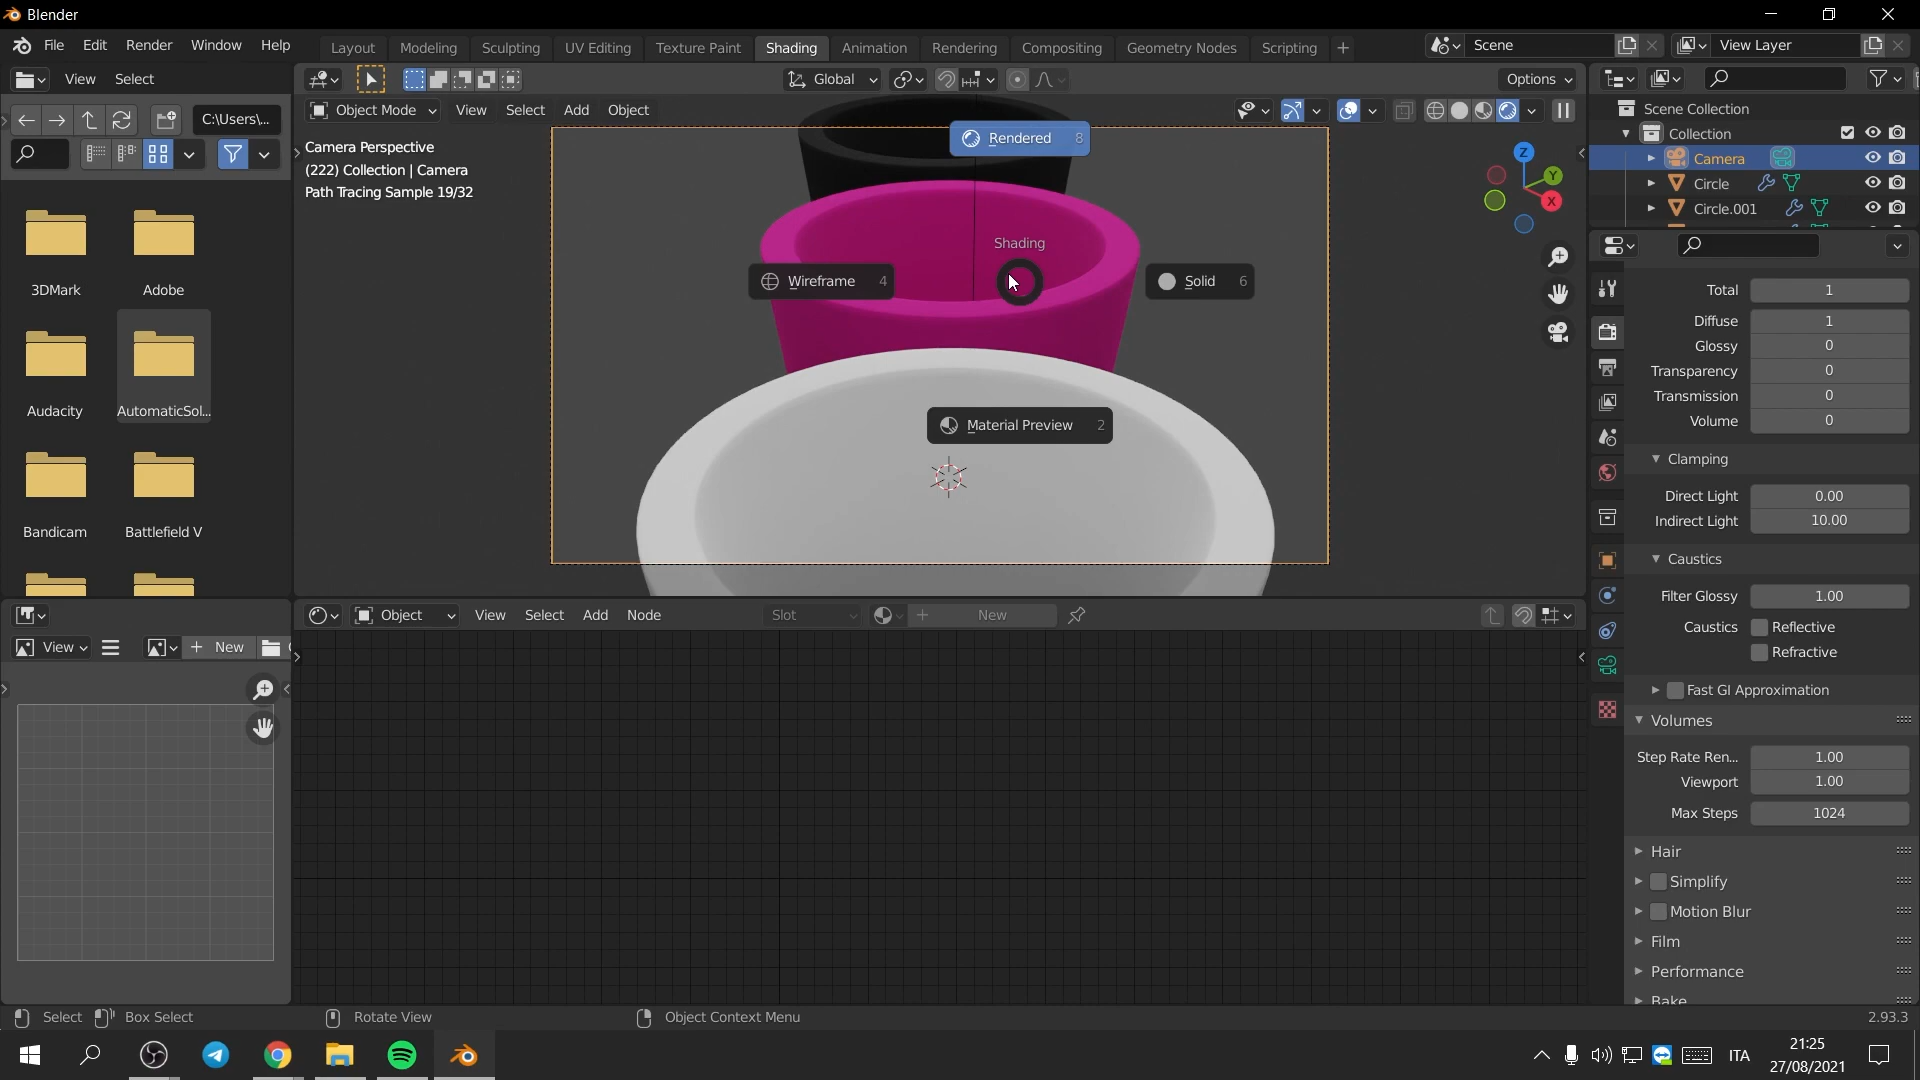 Blender
File Edit Render Window Help Layout Modeling Sculpting UV Editing Texture Paint Shading Animation Rendering Compositing Geometry Nodes Scripting + Scene View Layer
View Select Global Options
C:\Users\... Object Mode View Select Add Object Scene Collection
Rendered 8 Collection
Camera Perspective
(222) Collection | Camera Camera
Path Tracing Sample 19/32 Circle
Circle.001
Z
Y
X
Shading
Wireframe 4 Solid 6
Material Preview 2
3DMark Adobe
Audacity AutomaticSol...
Bandicam Battlefield V
Total 1
Diffuse 1
Glossy 0
Transparency 0
Transmission 0
Volume 0
Clamping
Direct Light 0.00
Indirect Light 10.00
Caustics
Filter Glossy 1.00
Caustics Reflective
Refractive
Fast GI Approximation
Volumes
Step Rate Ren... 1.00
Viewport 1.00
Max Steps 1024
Hair
Simplify
Motion Blur
Film
Performance
Bake
Object View Select Add Node Slot + New
View + New
Select Box Select Rotate View Object Context Menu 2.93.3
ITA 21:25
27/08/2021